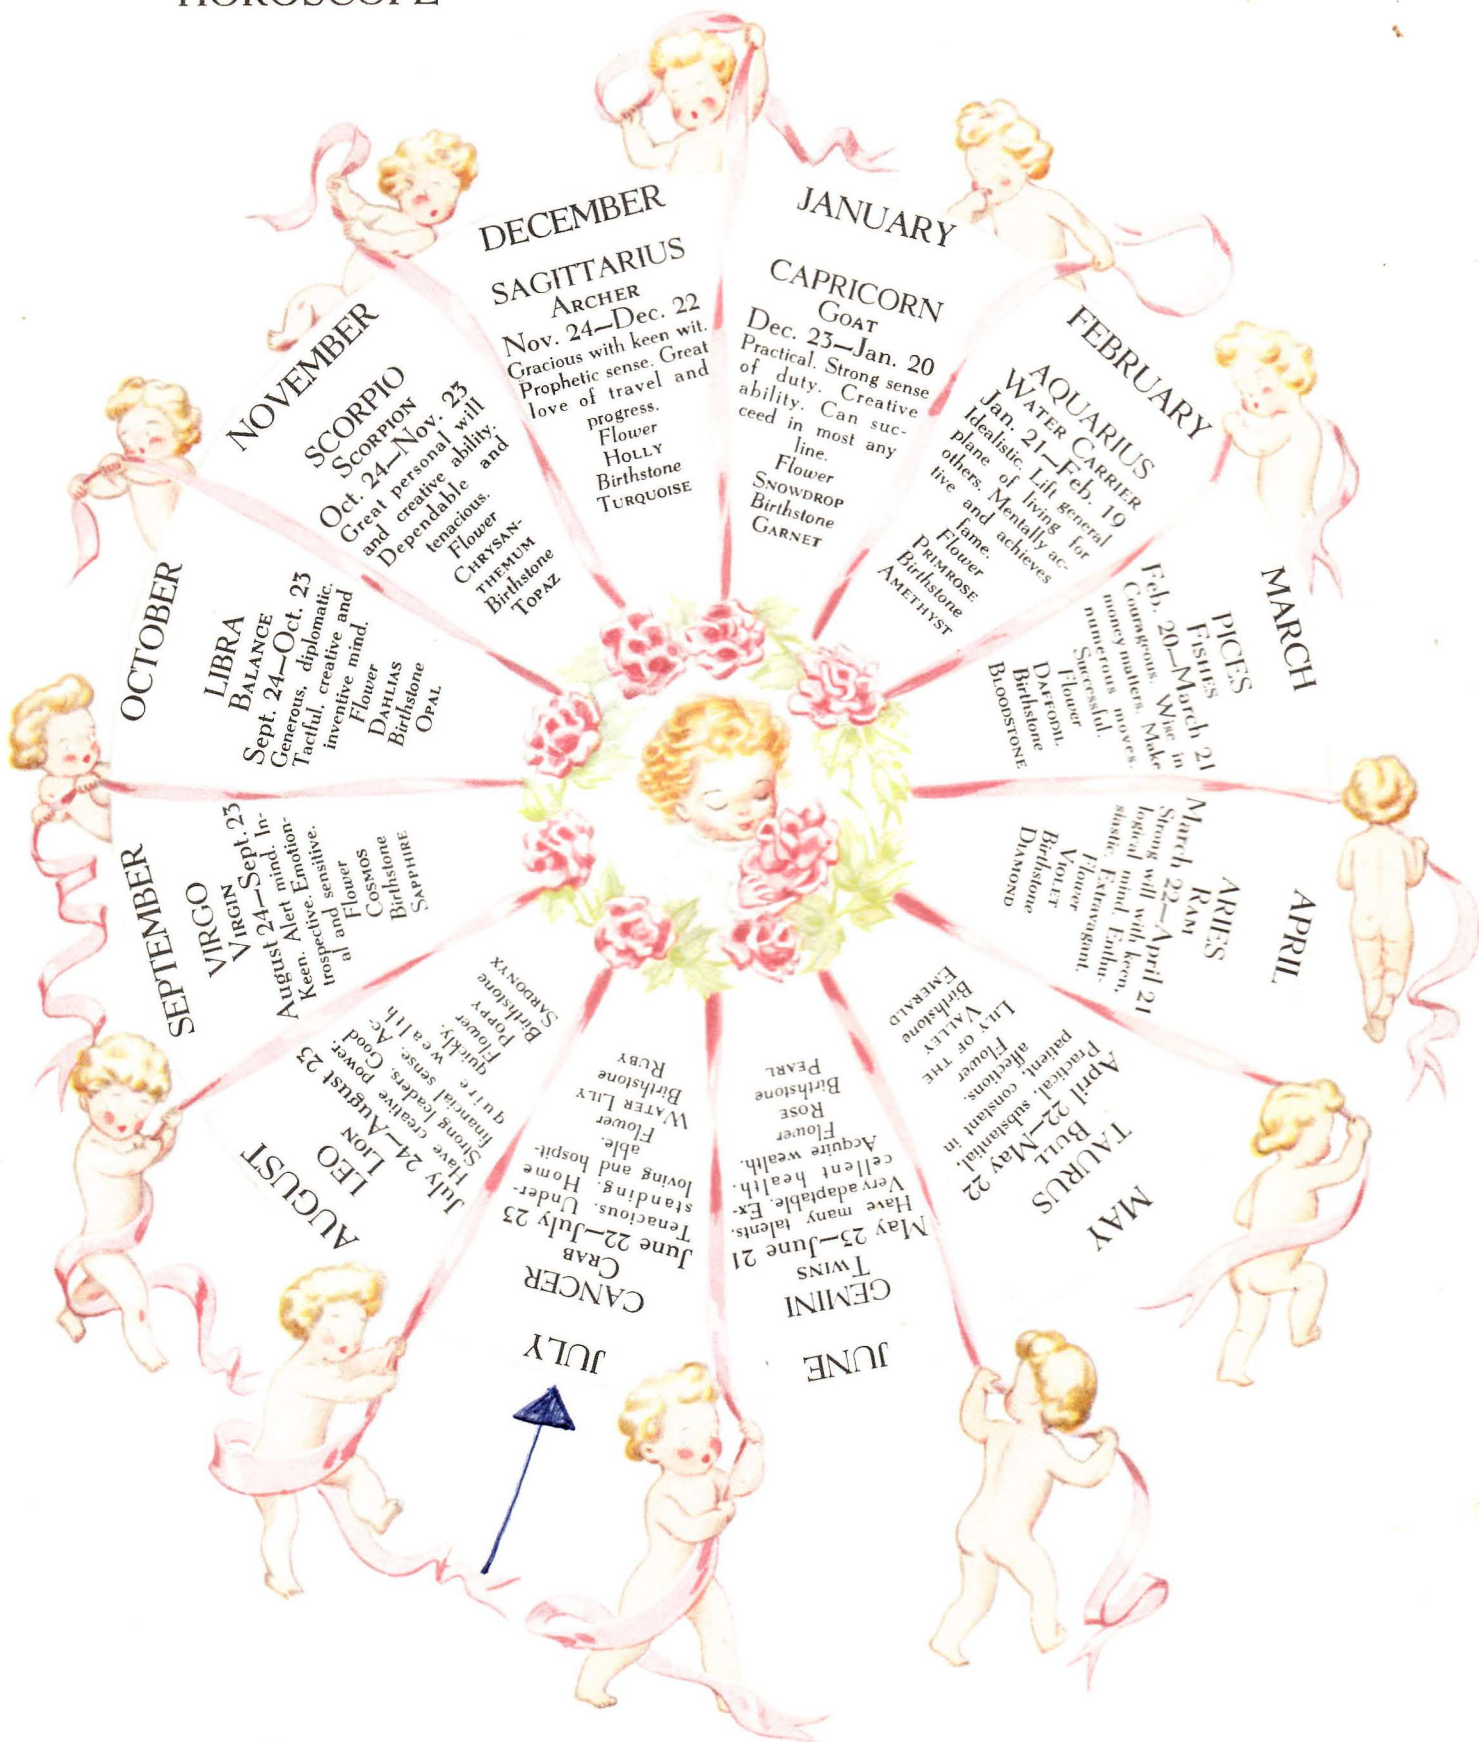 HOROSCOPE
JANUARY
CAPRICORN
GOAT
Dec. 23—Jan. 20
Practical. Strong sense
of duty. Creative
ability. Can suc-
ceed in most any
line.
Flower
SNOWDROP
Birthstone
GARNET
FEBRUARY
AQUARIUS
WATER CARRIER
Jan. 21—Feb. 19
Idealistic. Lift general
plane of living for
others. Mentally ac-
tive and achieves
fame.
Flower
PRIMROSE
Birthstone
AMETHYST
MARCH
PICES
FISHES
Feb. 20—March 21
Courageous. Wise in
money matters. Make
numerous moves.
Successful.
Flower
DAFFODIL
Birthstone
BLOODSTONE
APRIL
ARIES
RAM
March 22—April 21
Strong will with keen,
logical mind. Enthu-
siastic. Extravagant.
Flower
VIOLET
Birthstone
DIAMOND
MAY
TAURUS
BULL
April 22—May 22
Practical, substantial,
patient, constant in
affections.
Flower
LILY OF THE
VALLEY
Birthstone
EMERALD
JUNE
GEMIINI
TWINS
May 23—June 21
Have many talents.
Very adaptable. Ex-
cellent health.
Acquire wealth.
Flower
ROSE
Birthstone
PEARL
JULY
CANCER
CRAB
June 22—July 23
Tenacious. Under-
standing. Home
loving and hospit-
able.
Flower
WATER LILY
Birthstone
RUBY
AUGUST
LEO
LION
July 24—August 23
Have creative power.
Strong leaders. Good
financial sense. Ac-
quire wealth
quickly.
Flower
POPPY
Birthstone
SARDONYX
SEPTEMBER
VIRGO
VIRGIN
August 24—Sept. 23
Keen. Alert mind. In-
trospective. Emotion-
al and sensitive.
Flower
COSMOS
Birthstone
SAPPHIRE
OCTOBER
LIBRA
BALANCE
Sept. 24—Oct. 23
Generous, diplomatic.
Tactful, creative and
inventive mind.
Flower
DAHLIAS
Birthstone
OPAL
NOVEMBER
SCORPIO
SCORPION
Oct. 24—Nov. 23
Great personal will
and creative ability.
Dependable and
tenacious.
Flower
CHRYSAN-
THEMUM
Birthstone
TOPAZ
DECEMBER
SAGITTARIUS
ARCHER
Nov. 24—Dec. 22
Gracious with keen wit.
Prophetic sense. Great
love of travel and
progress.
Flower
HOLLY
Birthstone
TURQUOISE